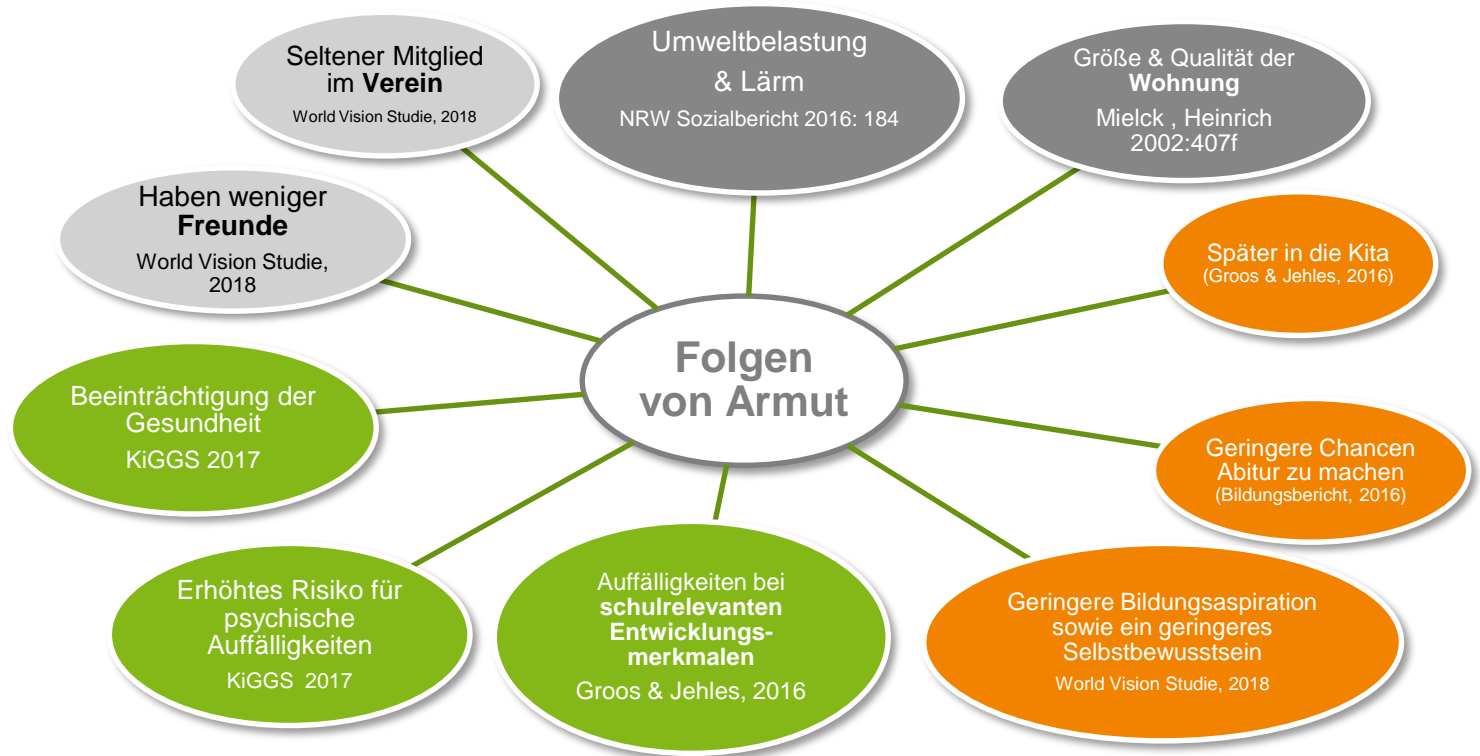 Seltener Mitglied
im Verein
World Vision Studie, 2018
Umweltbelastung
& Lärm
NRW Sozialbericht 2016: 184
Größe & Qualität der
Wohnung
Mielck , Heinrich
2002:407f
Haben weniger
Freunde
World Vision Studie,
2018
Später in die Kita
(Groos & Jehles, 2016)
Folgen
von Armut
Beeinträchtigung der
Gesundheit
KiGGS 2017
Geringere Chancen
Abitur zu machen
(Bildungsbericht, 2016)
Erhöhtes Risiko für
psychische
Auffälligkeiten
KiGGS 2017
Auffälligkeiten bei
schulrelevanten
Entwicklungs-
merkmalen
Groos & Jehles, 2016
Geringere Bildungsaspiration
sowie ein geringeres
Selbstbewusstsein
World Vision Studie, 2018